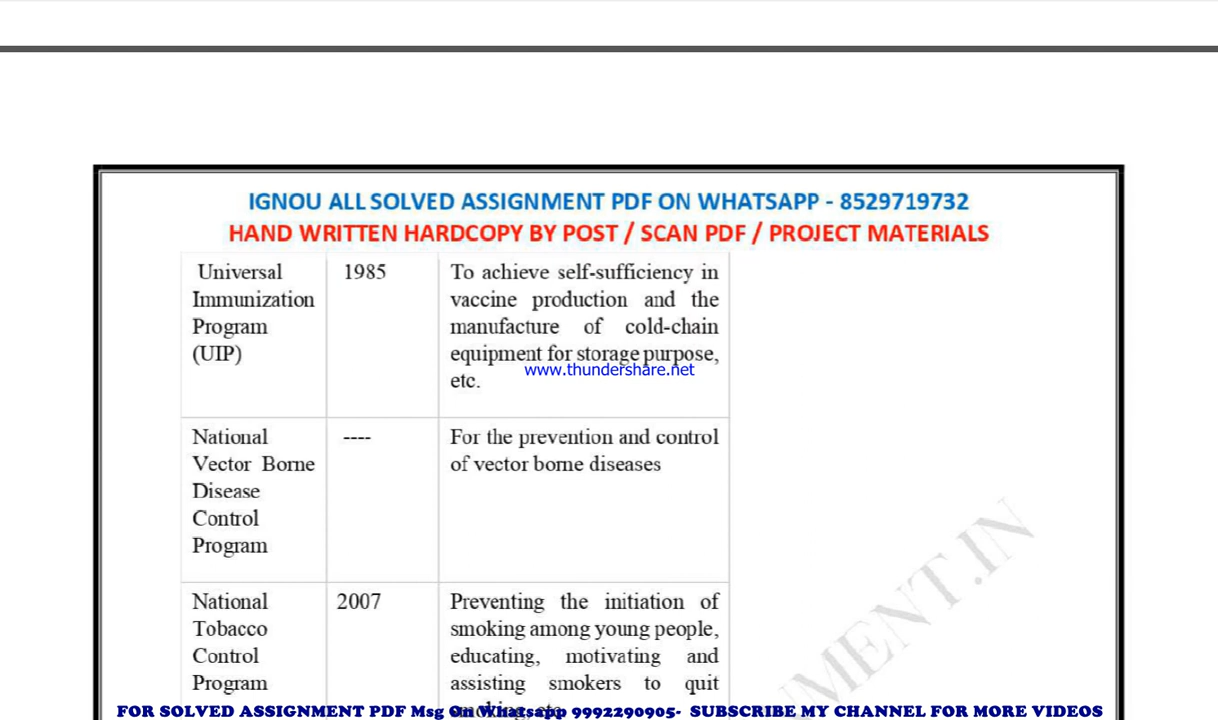 IGNOU ALL SOLVED ASSIGNMENT PDF ON WHATSAPP - 8529719732
HAND WRITTEN HARDCOPY BY POST / SCAN PDF / PROJECT MATERIALS
Universal
Immunization
Program
(UIP)
1985
To achieve self-sufficiency in
vaccine production and the
manufacture of cold-chain
equipment for storage purpose,
etc.
www.thundershare.net
National
Vector Borne
Disease
Control
Program
----
For the prevention and control
of vector borne diseases
National
Tobacco
Control
Program
2007
Preventing the initiation of
smoking among young people,
educating, motivating and
assisting smokers to quit
FOR SOLVED ASSIGNMENT PDF Msg On Whatsapp 9992290905- SUBSCRIBE MY CHANNEL FOR MORE VIDEOS